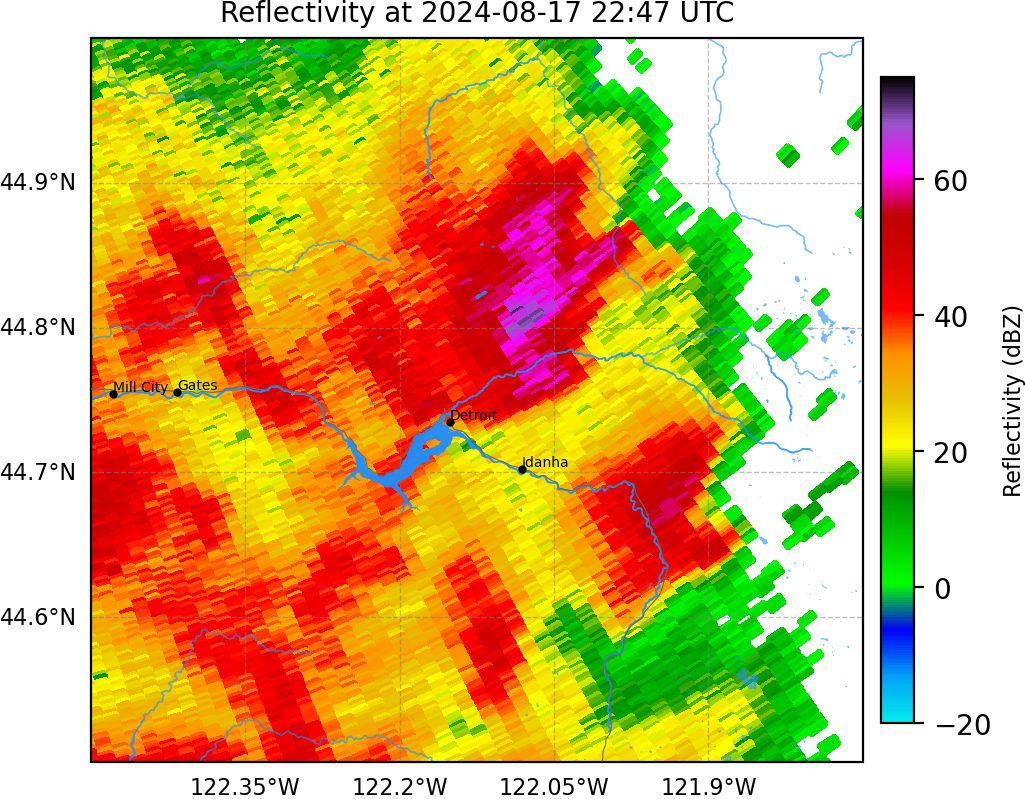 Reflectivity at 2024-08-17 22:47 UTC
44.9°N
44.8°N
44.7°N
44.6°N
Mill City
Gates
Detroit
Idanha
122.35°W
122.2°W
122.05°W
121.9°W
60
40
20
0
−20
Reflectivity (dBZ)